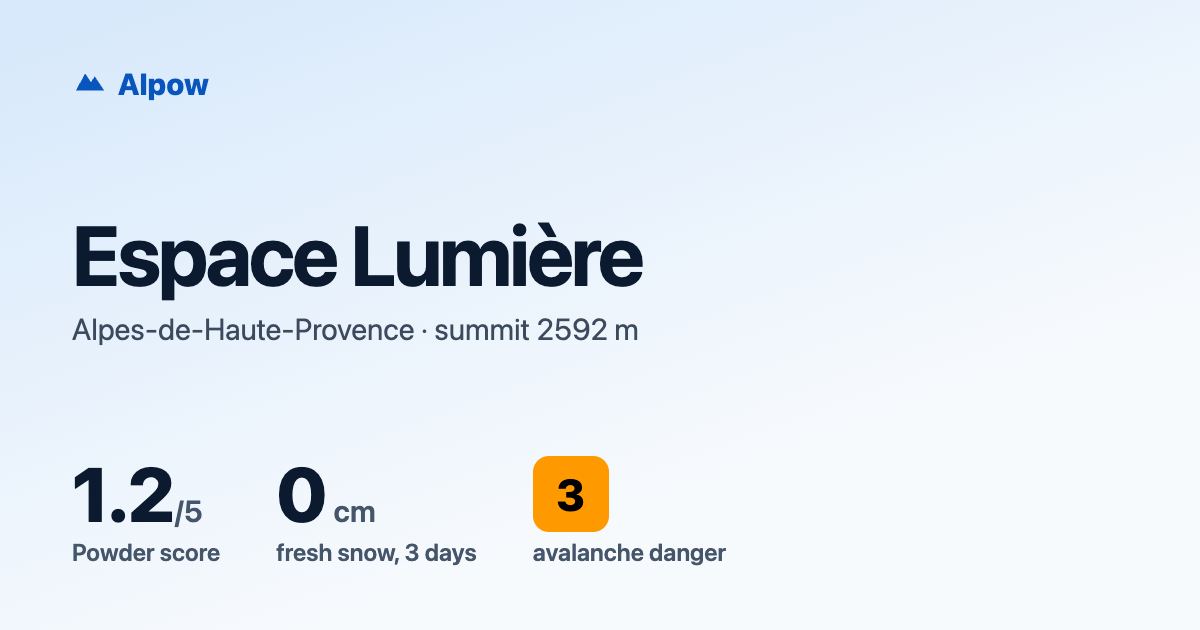 Alpow
Espace Lumière
Alpes-de-Haute-Provence · summit 2592 m
1.2/5 0 cm 3
Powder score fresh snow, 3 days avalanche danger